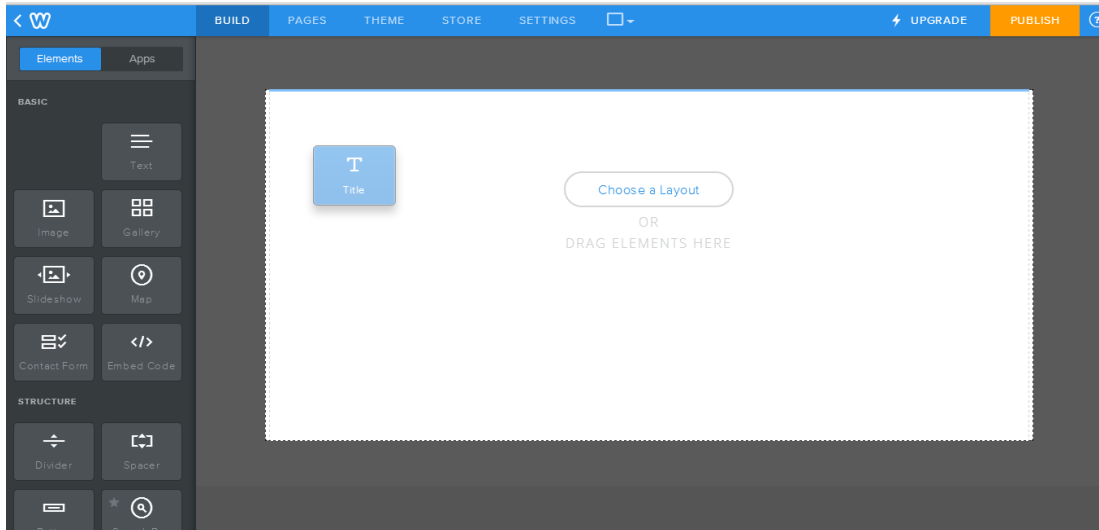 BUILD PAGES THEME STORE SETTINGS UPGRADE PUBLISH ?
Elements Apps
BASIC
Text
Image Gallery
Slideshow Map
Contact Form Embed Code
STRUCTURE
Divider Spacer
T
Title
Choose a Layout
OR
DRAG ELEMENTS HERE